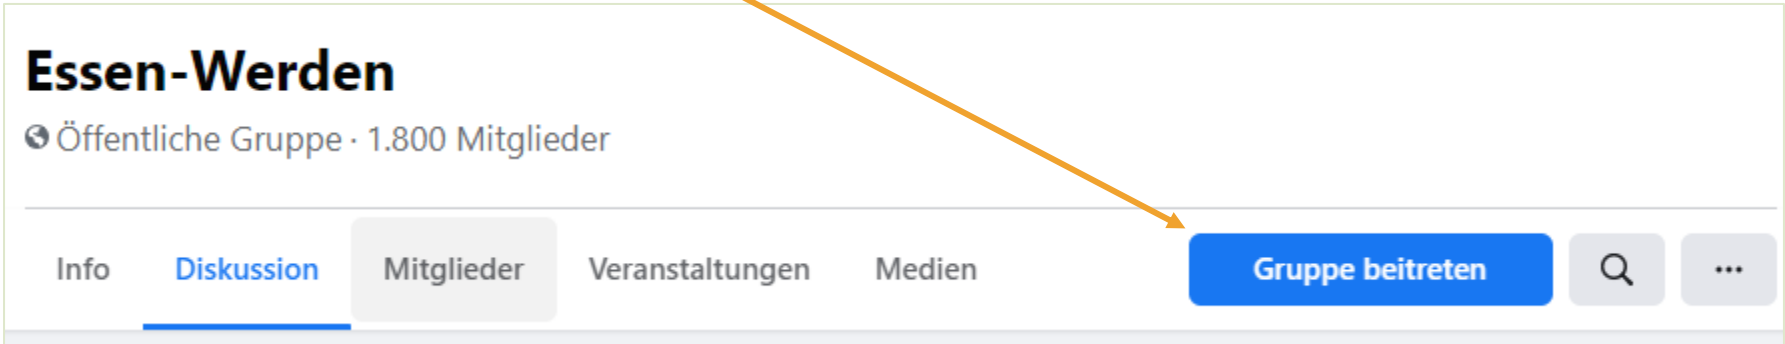 Essen-Werden
Öffentliche Gruppe · 1.800 Mitglieder
Info Diskussion Mitglieder Veranstaltungen Medien Gruppe beitreten ...